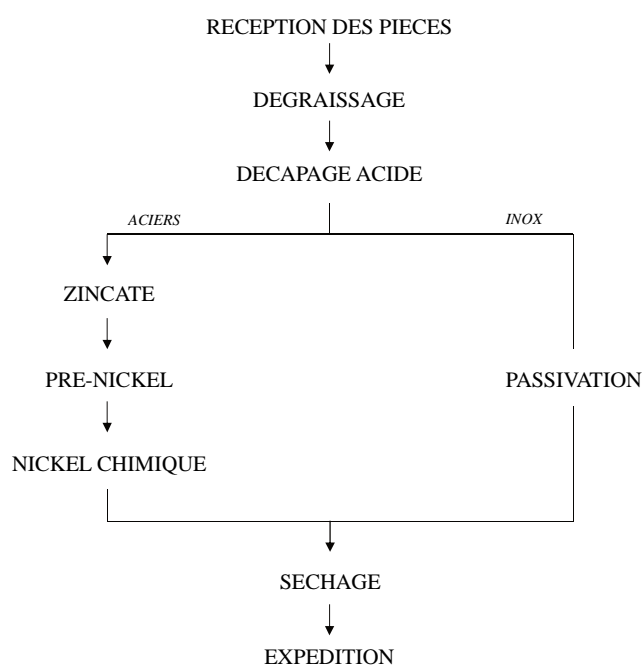 RECEPTION DES PIECES
DEGRAISSAGE
DECAPAGE ACIDE
ACIERS
INOX
ZINCATE
PRE-NICKEL
PASSIVATION
NICKEL CHIMIQUE
SECHAGE
EXPEDITION